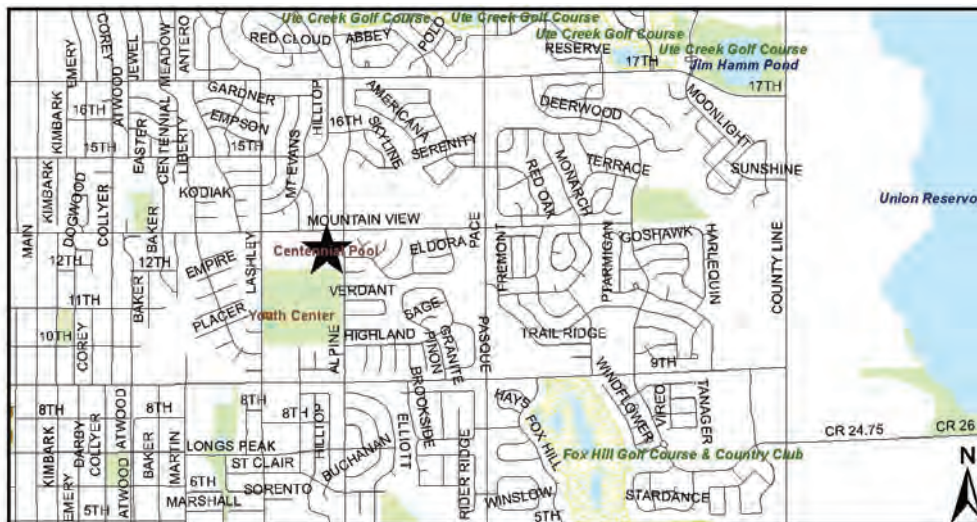 Ute Creek Golf Course
Ute Creek Golf Course
Ute Creek Golf Course
Ute Creek Golf Course
Jim Hamm Pond
RED CLOUD
ABBEY
POLO
RESERVE
17TH
17TH
EMERY
COREY
JEWEL
MEADOW
ANTERO
ATWOOD
CENTENNIAL
GARDNER
HILLTOP
AMERICANA
DEERWOOD
MOONLIGHT
KIMBARK
16TH
EMPSON
16TH
SKYLINE
SERENITY
15TH
EASTER
LIBERTY
15TH
MT EVANS
RED OAK
MONARCH
TERRACE
SUNSHINE
KIMBARK
DOGWOOD
COLLYER
KODIAK
Union Reservo
MAIN
BAKER
MOUNTAIN VIEW
PACE
12TH
12TH
EMPIRE
LASHLEY
Centennial Pool
ELDORA
FREMONT
PTARMIGAN
GOSHAWK
HARLEQUIN
COUNTY LINE
11TH
BAKER
PLACER
VERDANT
SAGE
Youth Center
10TH
COREY
ALPINE
HIGHLAND
PINON
GRANITE
PASQUE
TRAIL RIDGE
9TH
8TH
8TH
8TH
8TH
HILLTOP
BROOKSIDE
HAYS
WINDFLOWER
VIREO
TANAGER
KIMBARK
DARBY
COLLYER
ATWOOD
BAKER
MARTIN
LONGS PEAK
BUCHANAN
ELLIOTT
RIDER RIDGE
FOX HILL
CR 24.75
CR 26
ST CLAIR
Fox Hill Golf Course & Country Club
N
EMERY
5TH
ATWOOD
6TH
MARSHALL
SORENTO
WINSLOW
5TH
STARDANCE